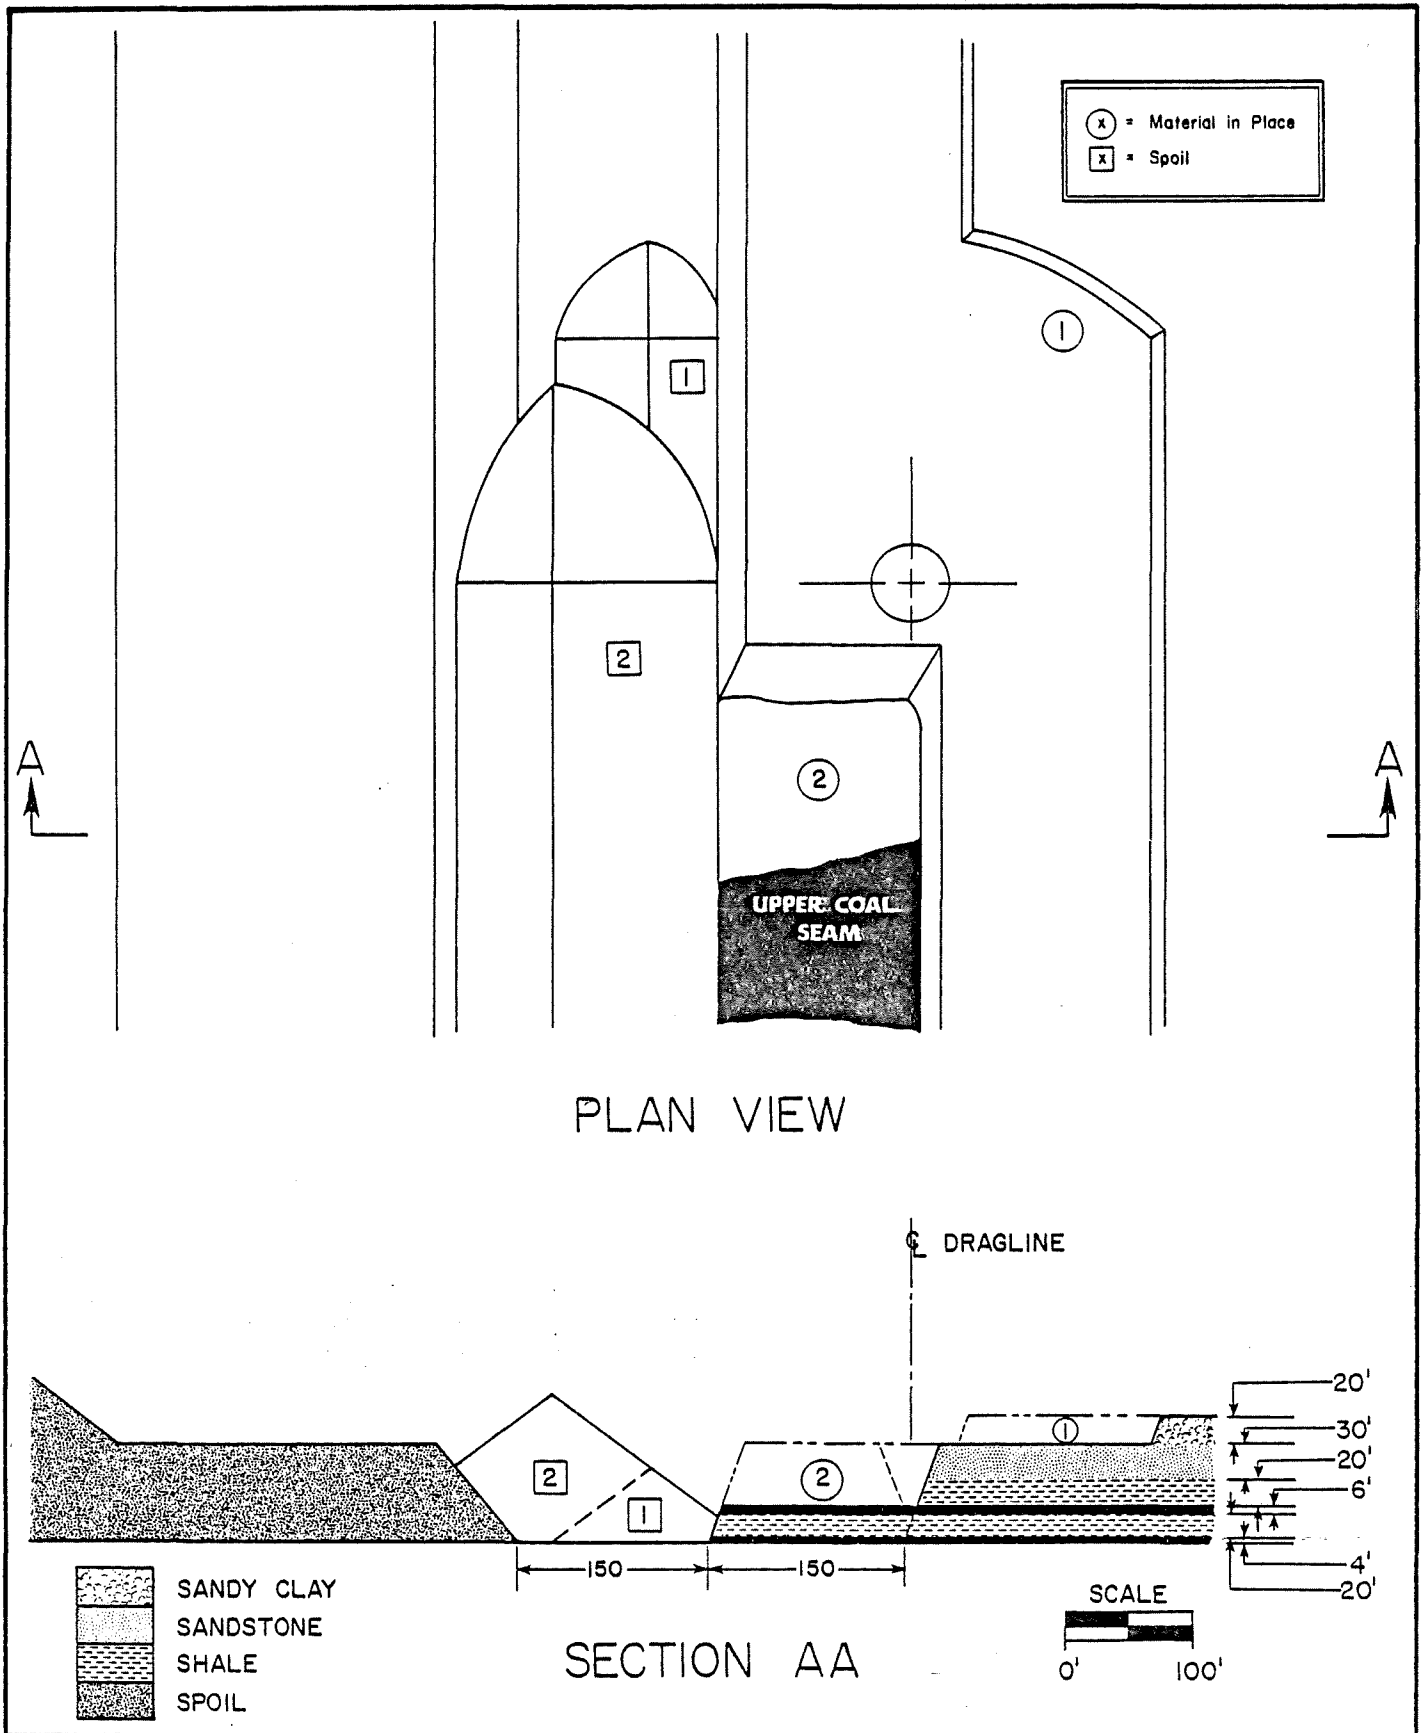 x = Material in Place
x = Spoil
1
1
2
A
A
2
UPPER COAL
SEAM
PLAN VIEW
℄ DRAGLINE
20'
1
30'
20'
2
2
6'
1
150
150
4'
20'
SANDY CLAY
SANDSTONE
SHALE
SPOIL
SCALE
0' 100'
SECTION AA